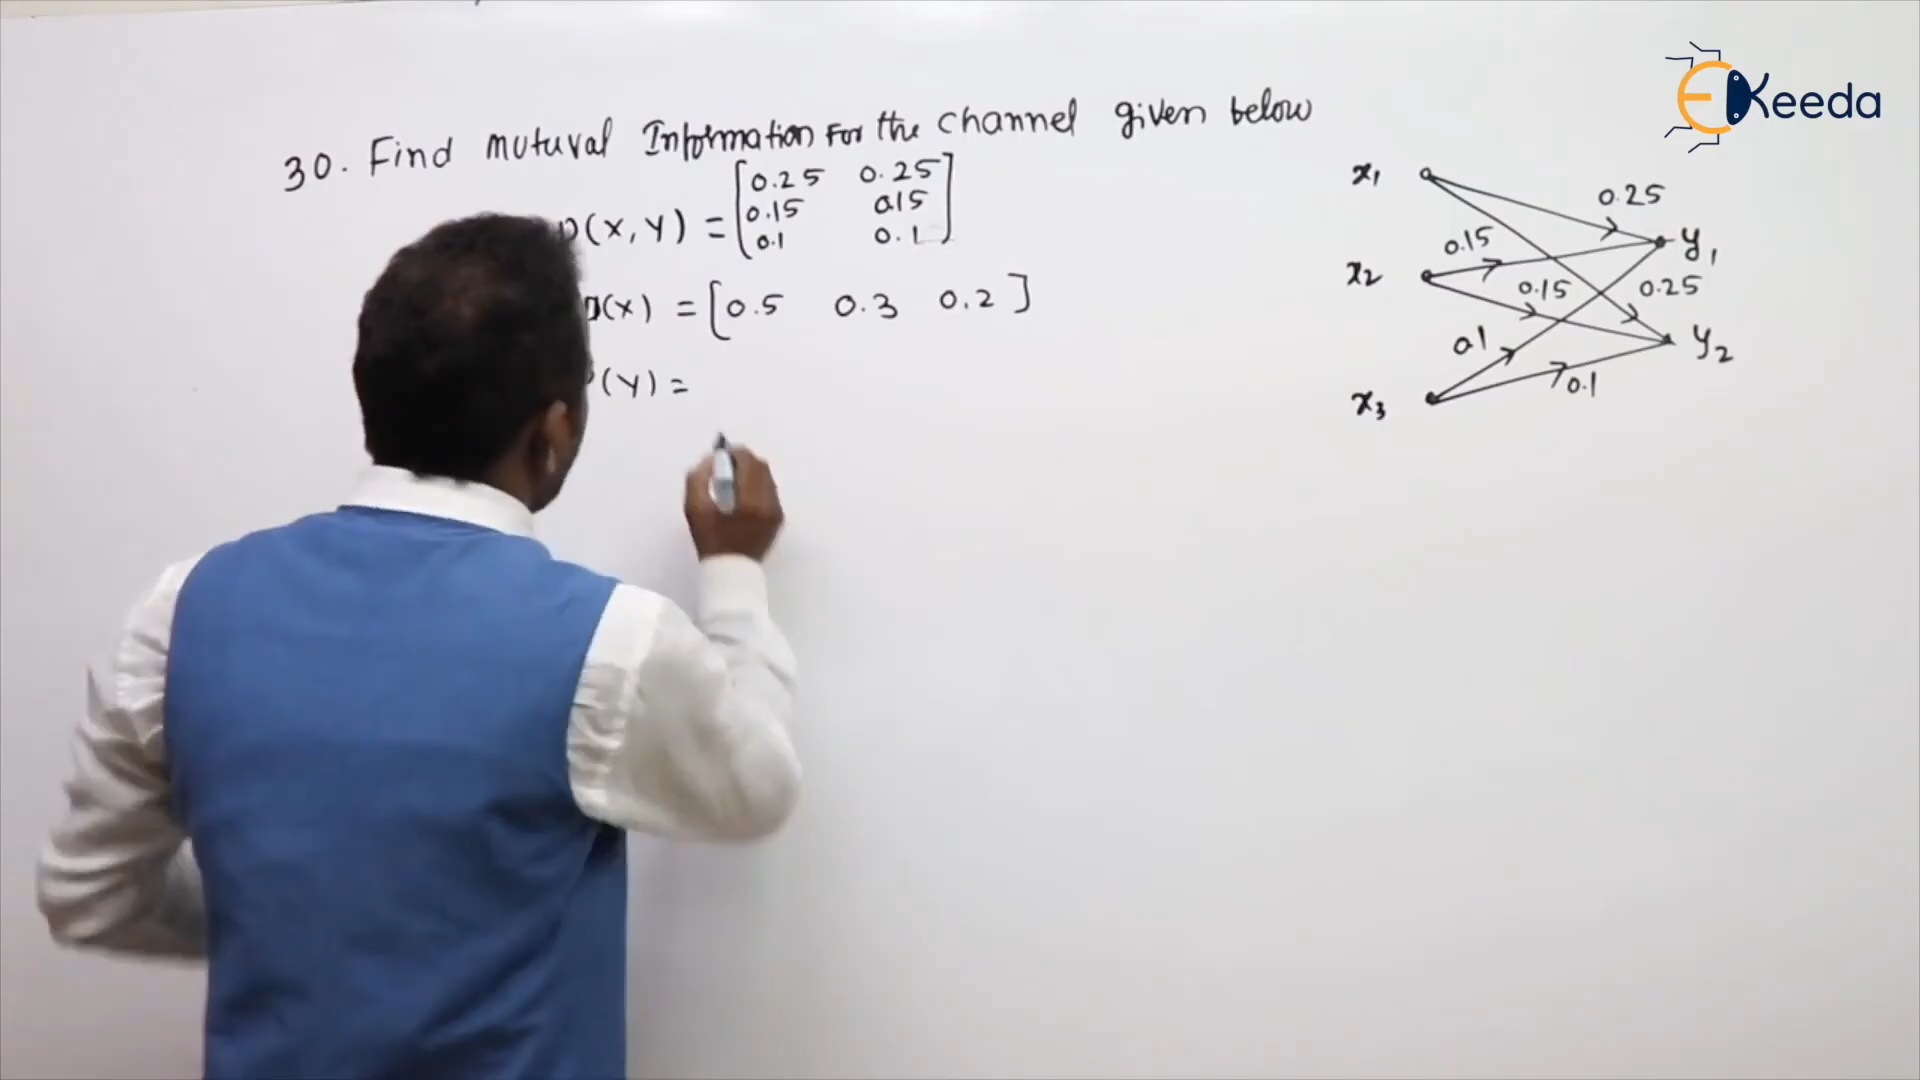 30. Find mutuval Information For the channel given below
P(X,Y) = [0.25 0.25
0.15 0.15
0.1 0.1]
P(X) = [0.5 0.3 0.2]
P(Y) =
x1
x2
x3
0.25
0.15
0.15
0.25
0.1
0.1
y1
y2
EKeeda